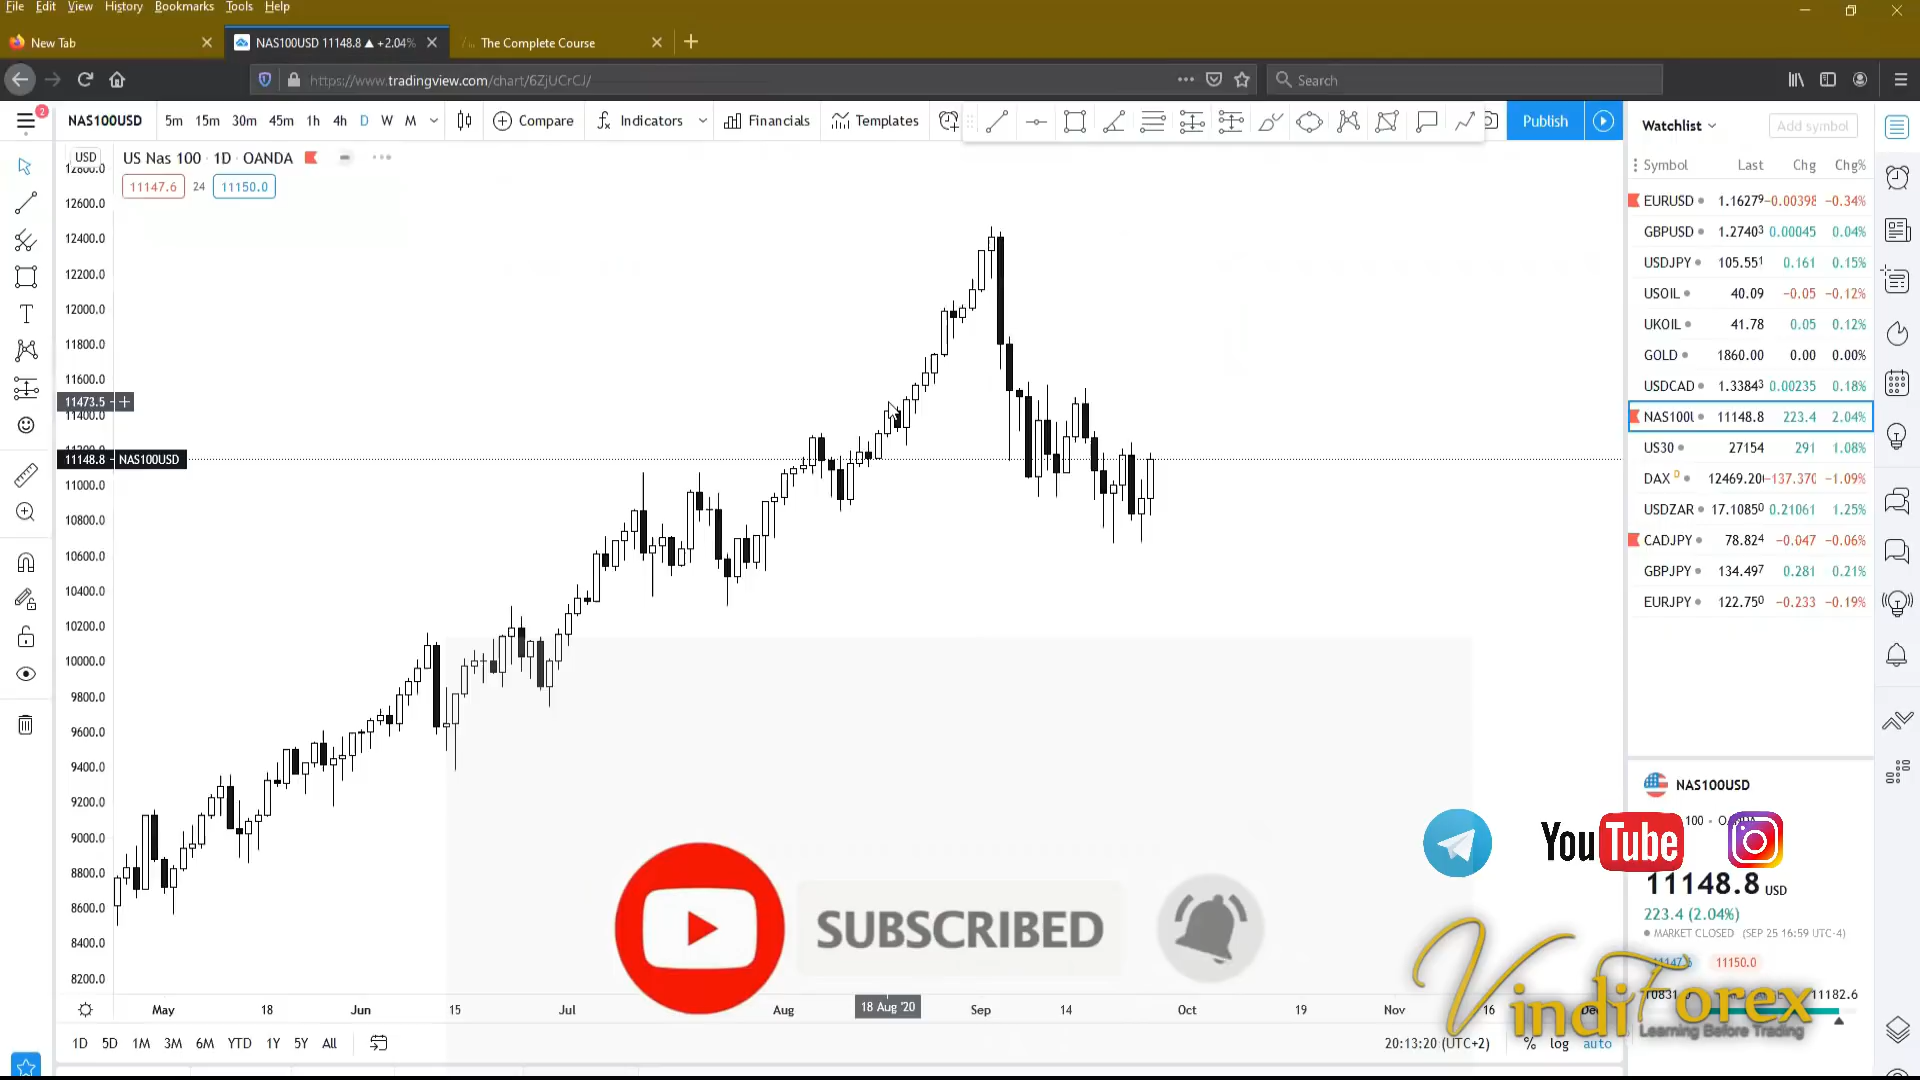 File Edit View History Bookmarks Tools Help
New Tab
NAS100USD 11148.8 ▲ +2.04%
The Complete Course
https://www.tradingview.com/chart/6ZjUCrCJ/
Search
2
NAS100USD 5m 15m 30m 45m 1h 4h D W M Compare Indicators Financials Templates Publish
Watchlist Add symbol
USD US Nas 100 · 1D · OANDA
11147.6 24 11150.0
12800.0
12600.0
12400.0
12200.0
12000.0
11800.0
11600.0
11473.5
11400.0
11200.0
11148.8 NAS100USD
11000.0
10800.0
10600.0
10400.0
10200.0
10000.0
9800.0
9600.0
9400.0
9200.0
9000.0
8800.0
8600.0
8400.0
8200.0
May 18 Jun 15 Jul Aug 18 Aug '20 Sep 14 Oct 19 Nov 16 Dec
1D 5D 1M 3M 6M YTD 1Y 5Y All
20:13:20 (UTC+2) % log auto
Symbol Last Chg Chg%
EURUSD 1.16279 −0.00398 −0.34%
GBPUSD 1.27403 0.00045 0.04%
USDJPY 105.551 0.161 0.15%
USOIL 40.09 −0.05 −0.12%
UKOIL 41.78 0.05 0.12%
GOLD 1860.00 0.00 0.00%
USDCAD 1.33843 0.00235 0.18%
NAS100U 11148.8 223.4 2.04%
US30 27154 291 1.08%
DAX D 12469.20 −137.370 −1.09%
USDZAR 17.10850 0.21061 1.25%
CADJPY 78.824 −0.047 −0.06%
GBPJPY 134.497 0.281 0.21%
EURJPY 122.750 −0.233 −0.19%
NAS100USD
100 • OANDA
YouTube
11148.8 USD
223.4 (2.04%)
MARKET CLOSED (SEP 25 16:59 UTC-4)
11147.6 11150.0
11182.6
SUBSCRIBED
VindiForex
Learning Before Trading